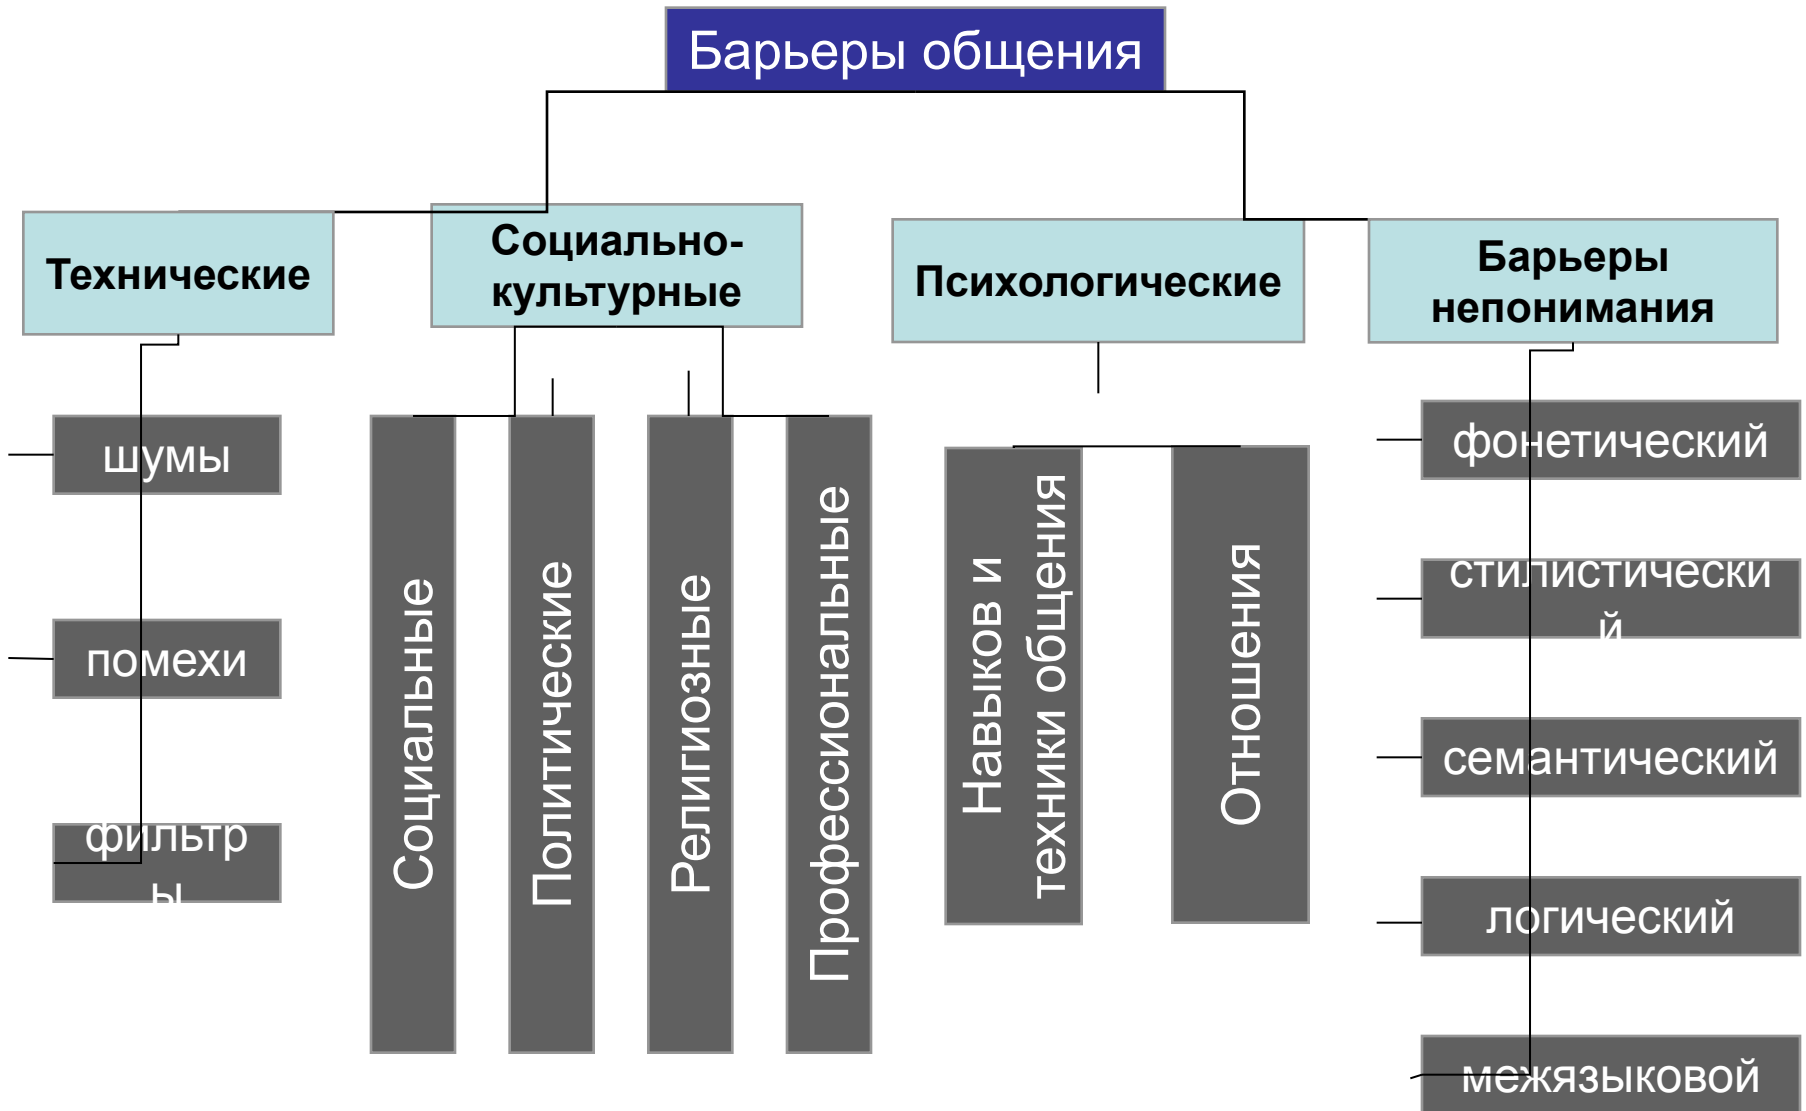 Барьеры общения
Технические
Социально-
культурные
Психологические
Барьеры
непонимания
шумы
помехи
фильтр
ы
Социальные
Политические
Религиозные
Профессиональные
Навыков и
техники общения
Отношения
фонетический
стилистически
й
семантический
логический
межязыковой